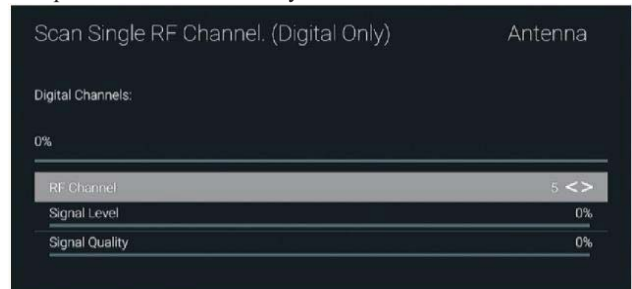 Scan Single RF Channel. (Digital Only) Antenna
Digital Channels:
0%
RF Channel 5 <>
Signal Level 0%
Signal Quality 0%